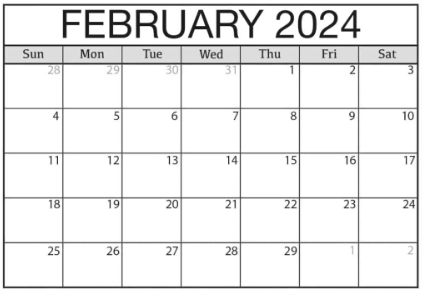 FEBRUARY 2024
Sun Mon Tue Wed Thu Fri Sat
28 29 30 31 1 2 3
4 5 6 7 8 9 10
11 12 13 14 15 16 17
18 19 20 21 22 23 24
25 26 27 28 29 1 2